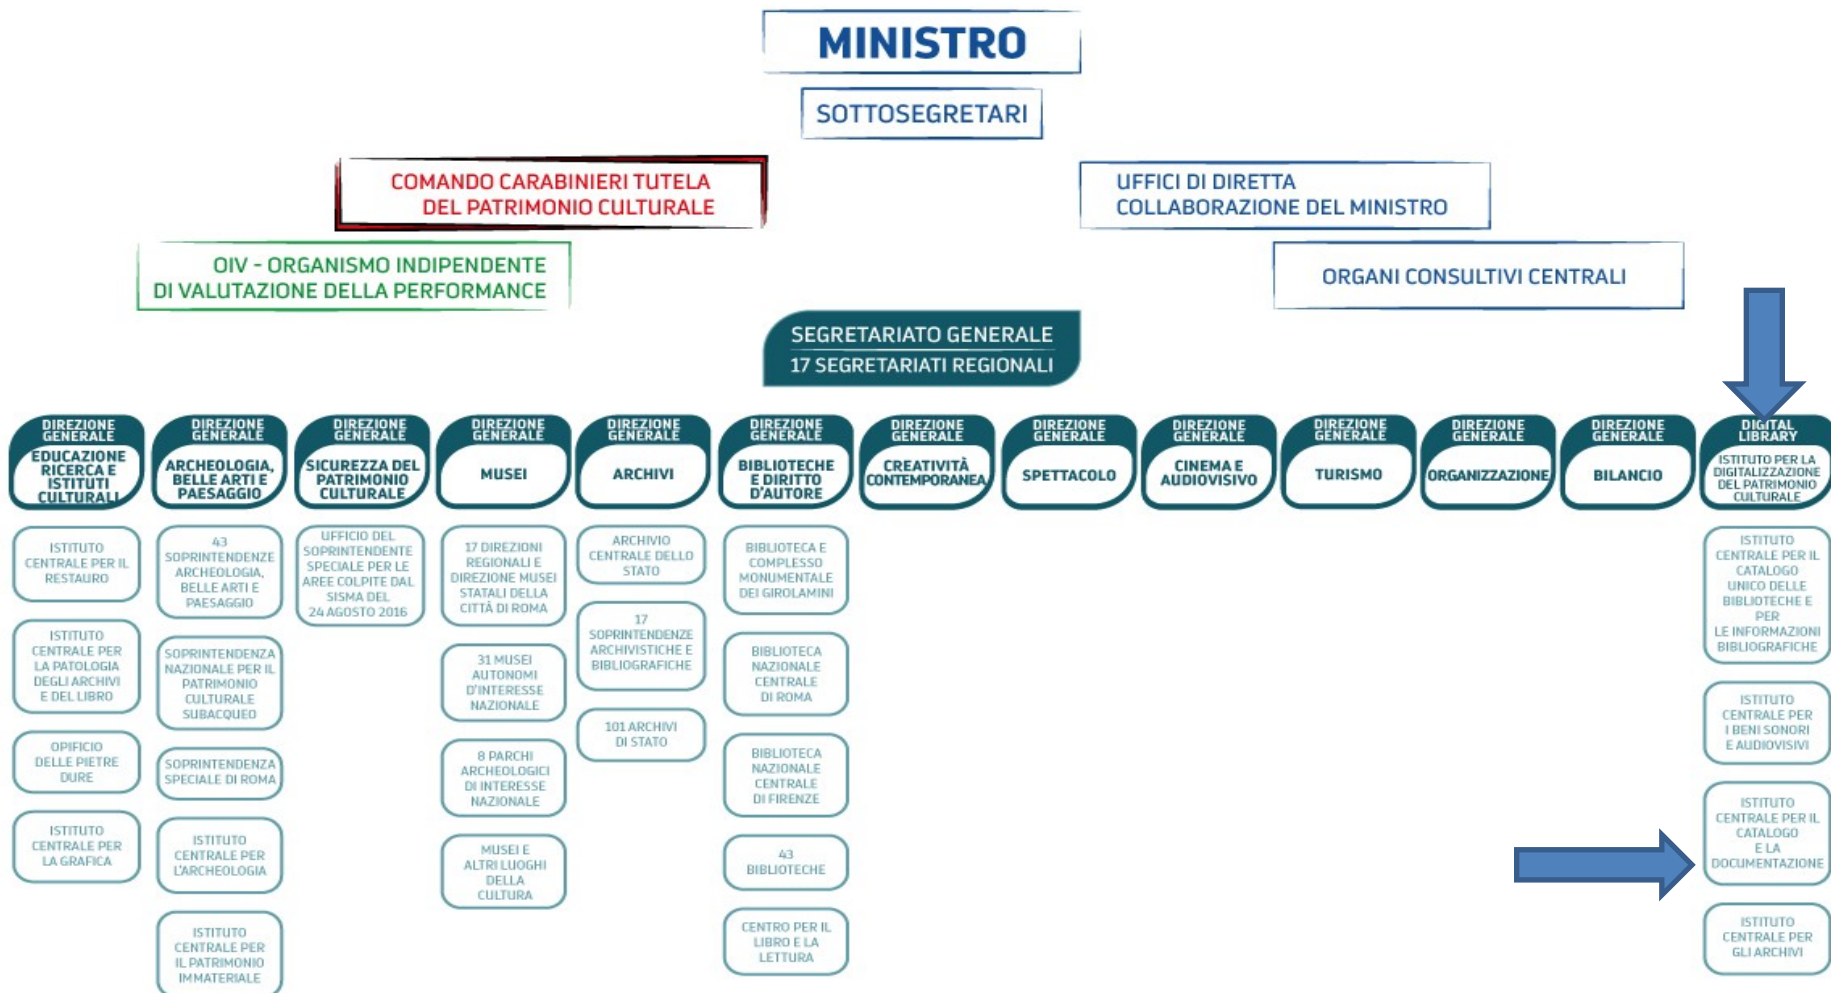 MINISTRO
SOTTOSEGRETARI
COMANDO CARABINIERI TUTELA
DEL PATRIMONIO CULTURALE
UFFICI DI DIRETTA
COLLABORAZIONE DEL MINISTRO
OIV - ORGANISMO INDIPENDENTE
DI VALUTAZIONE DELLA PERFORMANCE
ORGANI CONSULTIVI CENTRALI
SEGRETARIATO GENERALE
17 SEGRETARIATI REGIONALI
DIREZIONE
GENERALE
EDUCAZIONE
RICERCA E
ISTITUTI
CULTURALI
ISTITUTO
CENTRALE PER IL
RESTAURO
ISTITUTO
CENTRALE PER
LA PATOLOGIA
DEGLI ARCHIVI
E DEL LIBRO
OPIFICIO
DELLE PIETRE
DURE
ISTITUTO
CENTRALE PER
LA GRAFICA
DIREZIONE
GENERALE
ARCHEOLOGIA,
BELLE ARTI E
PAESAGGIO
43
SOPRINTENDENZE
ARCHEOLOGIA,
BELLE ARTI E
PAESAGGIO
SOPRINTENDENZA
NAZIONALE PER IL
PATRIMONIO
CULTURALE
SUBACQUEO
SOPRINTENDENZA
SPECIALE DI ROMA
ISTITUTO
CENTRALE PER
L'ARCHEOLOGIA
ISTITUTO
CENTRALE PER
IL PATRIMONIO
IMMATERIALE
DIREZIONE
GENERALE
SICUREZZA DEL
PATRIMONIO
CULTURALE
UFFICIO DEL
SOPRINTENDENTE
SPECIALE PER LE
AREE COLPITE DAL
SISMA DEL
24 AGOSTO 2016
DIREZIONE
GENERALE
MUSEI
17 DIREZIONI
REGIONALI E
DIREZIONE MUSEI
STATALI DELLA
CITTÀ DI ROMA
31 MUSEI
AUTONOMI
D'INTERESSE
NAZIONALE
8 PARCHI
ARCHEOLOGICI
DI INTERESSE
NAZIONALE
MUSEI E
ALTRI LUOGHI
DELLA
CULTURA
DIREZIONE
GENERALE
ARCHIVI
ARCHIVIO
CENTRALE DELLO
STATO
17
SOPRINTENDENZE
ARCHIVISTICHE E
BIBLIOGRAFICHE
101 ARCHIVI
DI STATO
DIREZIONE
GENERALE
BIBLIOTECHE
E DIRITTO
D'AUTORE
BIBLIOTECA E
COMPLESSO
MONUMENTALE
DEI GIROLAMINI
BIBLIOTECA
NAZIONALE
CENTRALE
DI ROMA
BIBLIOTECA
NAZIONALE
CENTRALE
DI FIRENZE
43
BIBLIOTECHE
CENTRO PER IL
LIBRO E LA
LETTURA
DIREZIONE
GENERALE
CREATIVITÀ
CONTEMPORANEA
DIREZIONE
GENERALE
SPETTACOLO
DIREZIONE
GENERALE
CINEMA E
AUDIOVISIVO
DIREZIONE
GENERALE
TURISMO
DIREZIONE
GENERALE
ORGANIZZAZIONE
DIREZIONE
GENERALE
BILANCIO
DIGITAL
LIBRARY
ISTITUTO PER LA
DIGITALIZZAZIONE
DEL PATRIMONIO
CULTURALE
ISTITUTO
CENTRALE PER IL
CATALOGO
UNICO DELLE
BIBLIOTECHE E
PER
LE INFORMAZIONI
BIBLIOGRAFICHE
ISTITUTO
CENTRALE PER
I BENI SONORI
E AUDIOVISIVI
ISTITUTO
CENTRALE PER IL
CATALOGO
E LA
DOCUMENTAZIONE
ISTITUTO
CENTRALE PER
GLI ARCHIVI